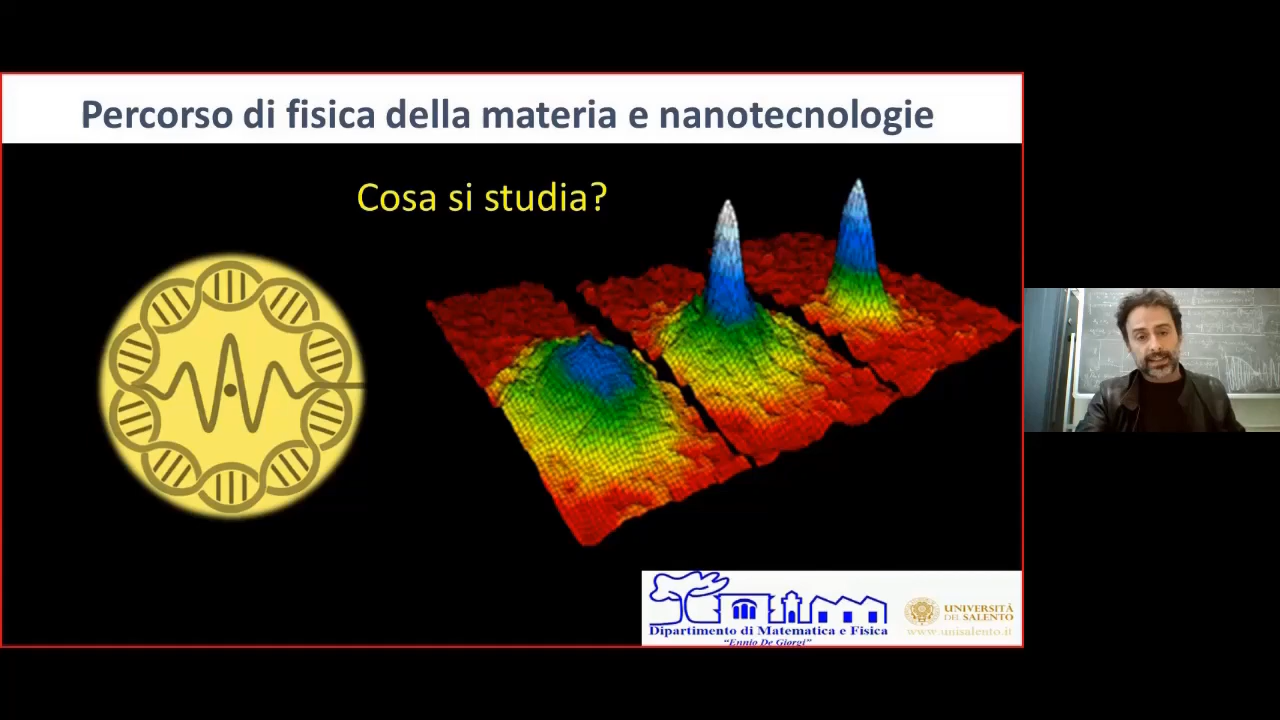 Percorso di fisica della materia e nanotecnologie
Cosa si studia?
Dipartimento di Matematica e Fisica
"Ennio De Giorgi"
UNIVERSITÀ
DEL SALENTO
www.unisalento.it